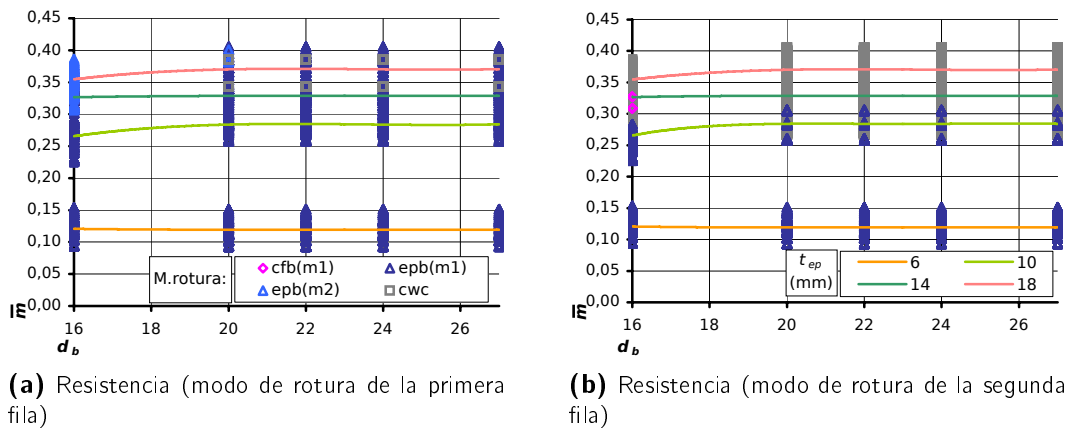 0,45
0,40
0,35
0,30
0,25
0,20
0,15
0,10
0,05
0,00
m
16
18
20
22
24
26
d b
M.rotura:
cfb(m1)
epb(m1)
epb(m2)
cwc
(a) Resistencia (modo de rotura de la primera
fila)
0,45
0,40
0,35
0,30
0,25
0,20
0,15
0,10
0,05
0,00
m
16
18
20
22
24
26
d b
t ep
(mm)
6
10
14
18
(b) Resistencia (modo de rotura de la segunda
fila)